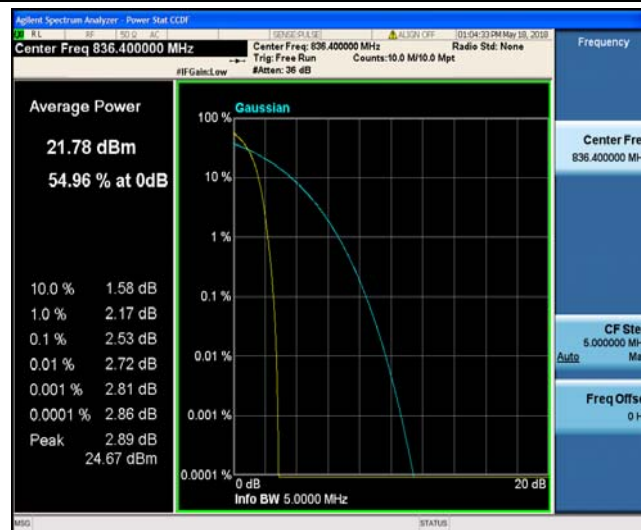 Agilent Spectrum Analyzer - Power Stat CCDF
RL RF 50 Ω AC SENSE:PULSE ALIGN OFF 01:04:33 PM May 18, 2018
Center Freq 836.400000 MHz
Center Freq: 836.400000 MHz Radio Std: None
Trig: Free Run Counts:10.0 M/10.0 Mpt
#IFGain:Low #Atten: 36 dB
Frequency
Average Power
21.78 dBm
54.96 % at 0dB
10.0 % 1.58 dB
1.0 % 2.17 dB
0.1 % 2.53 dB
0.01 % 2.72 dB
0.001 % 2.81 dB
0.0001 % 2.86 dB
Peak 2.89 dB
24.67 dBm
Gaussian
100 %
10 %
1 %
0.1 %
0.01 %
0.001 %
0.0001 %
0 dB 20 dB
Info BW 5.0000 MHz
Center Fre
836.400000 MH
CF Ste
5.000000 MH
Auto Ma
Freq Offs
0 H
MSG STATUS